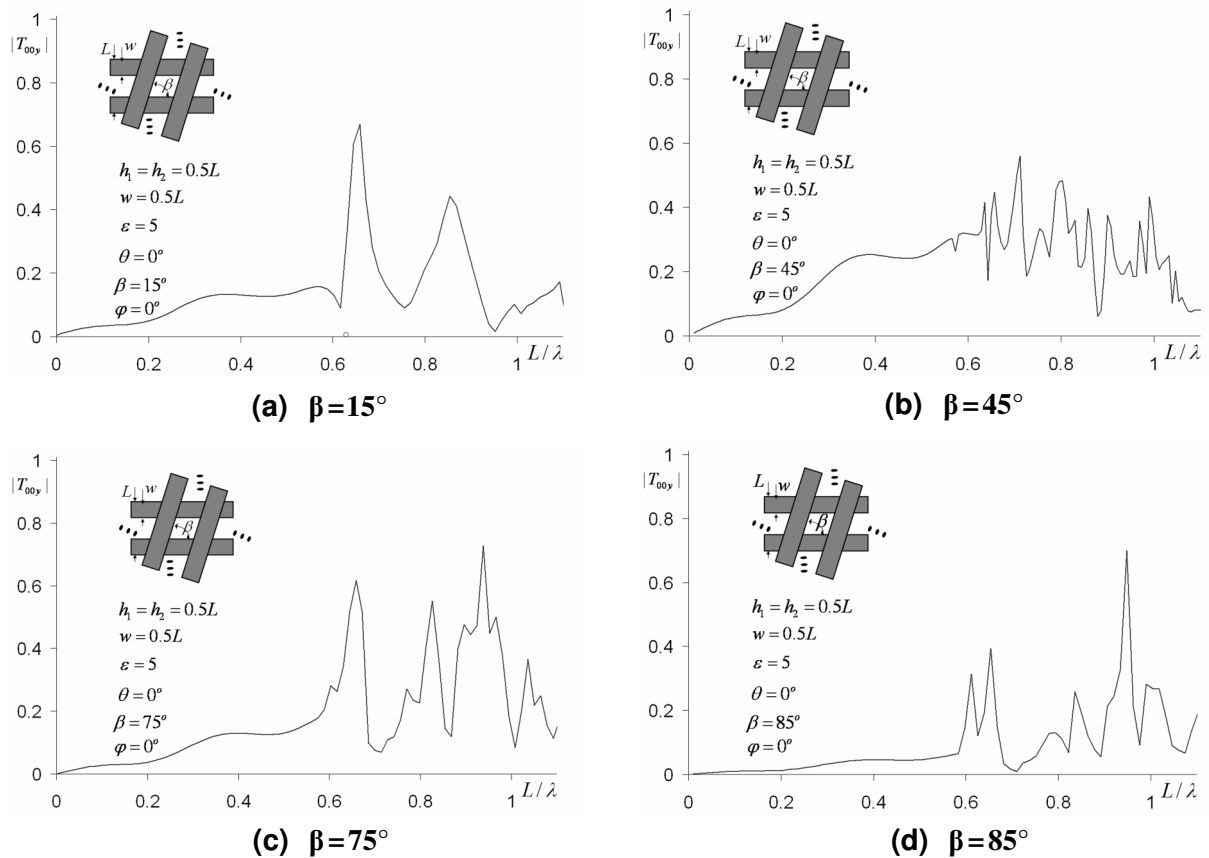 1
|T₀₀ᵧ|
0.8
0.6
0.4
0.2
0
L w
β
h₁ = h₂ = 0.5L
w = 0.5L
ε = 5
θ = 0°
β = 15°
φ = 0°
0 0.2 0.4 0.6 0.8 1 L/λ
(a) β=15°
1
|T₀₀ᵧ|
0.8
0.6
0.4
0.2
0
L w
β
h₁ = h₂ = 0.5L
w = 0.5L
ε = 5
θ = 0°
β = 45°
φ = 0°
0 0.2 0.4 0.6 0.8 1 L/λ
(b) β=45°
1
|T₀₀ᵧ|
0.8
0.6
0.4
0.2
0
L w
β
h₁ = h₂ = 0.5L
w = 0.5L
ε = 5
θ = 0°
β = 75°
φ = 0°
0 0.2 0.4 0.6 0.8 1 L/λ
(c) β=75°
1
|T₀₀ᵧ|
0.8
0.6
0.4
0.2
0
L w
β
h₁ = h₂ = 0.5L
w = 0.5L
ε = 5
θ = 0°
β = 85°
φ = 0°
0 0.2 0.4 0.6 0.8 1 L/λ
(d) β=85°